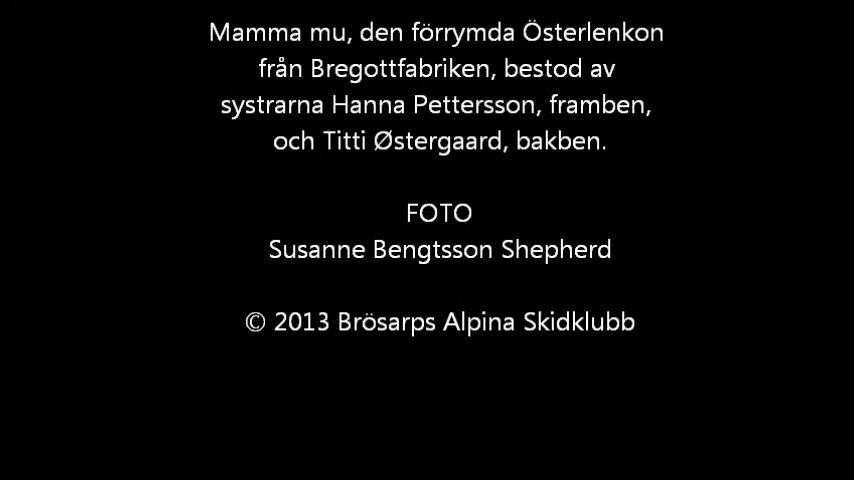 Mamma mu, den förrymda Österlenkon
från Bregottfabriken, bestod av
systrarna Hanna Pettersson, framben,
och Titti Østergaard, bakben.
FOTO
Susanne Bengtsson Shepherd
© 2013 Brösarps Alpina Skidklubb